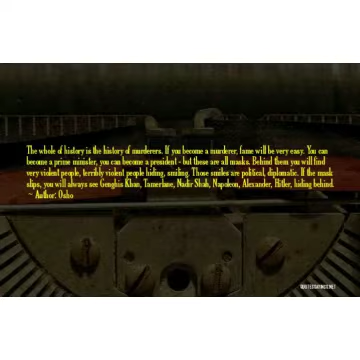 The whole of history is the history of murderers. If you become a murderer, fame will be very easy. You can
become a prime minister, you can become a president - but these are all masks. Behind them you will find
very violent people, terribly violent people hiding, smiling. Those smiles are political, diplomatic. If the mask
slips, you will always see Genghis Khan, Tamerlane, Nadir Shah, Napoleon, Alexander, Hitler, hiding behind.
~ Author: Osho
QUOTESSAYINGS.NET